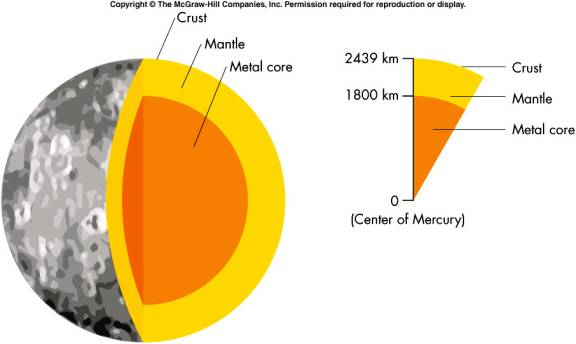 Copyright © The McGraw-Hill Companies, Inc. Permission required for reproduction or display.
Crust
Mantle
Metal core
2439 km
Crust
1800 km
Mantle
Metal core
0
(Center of Mercury)